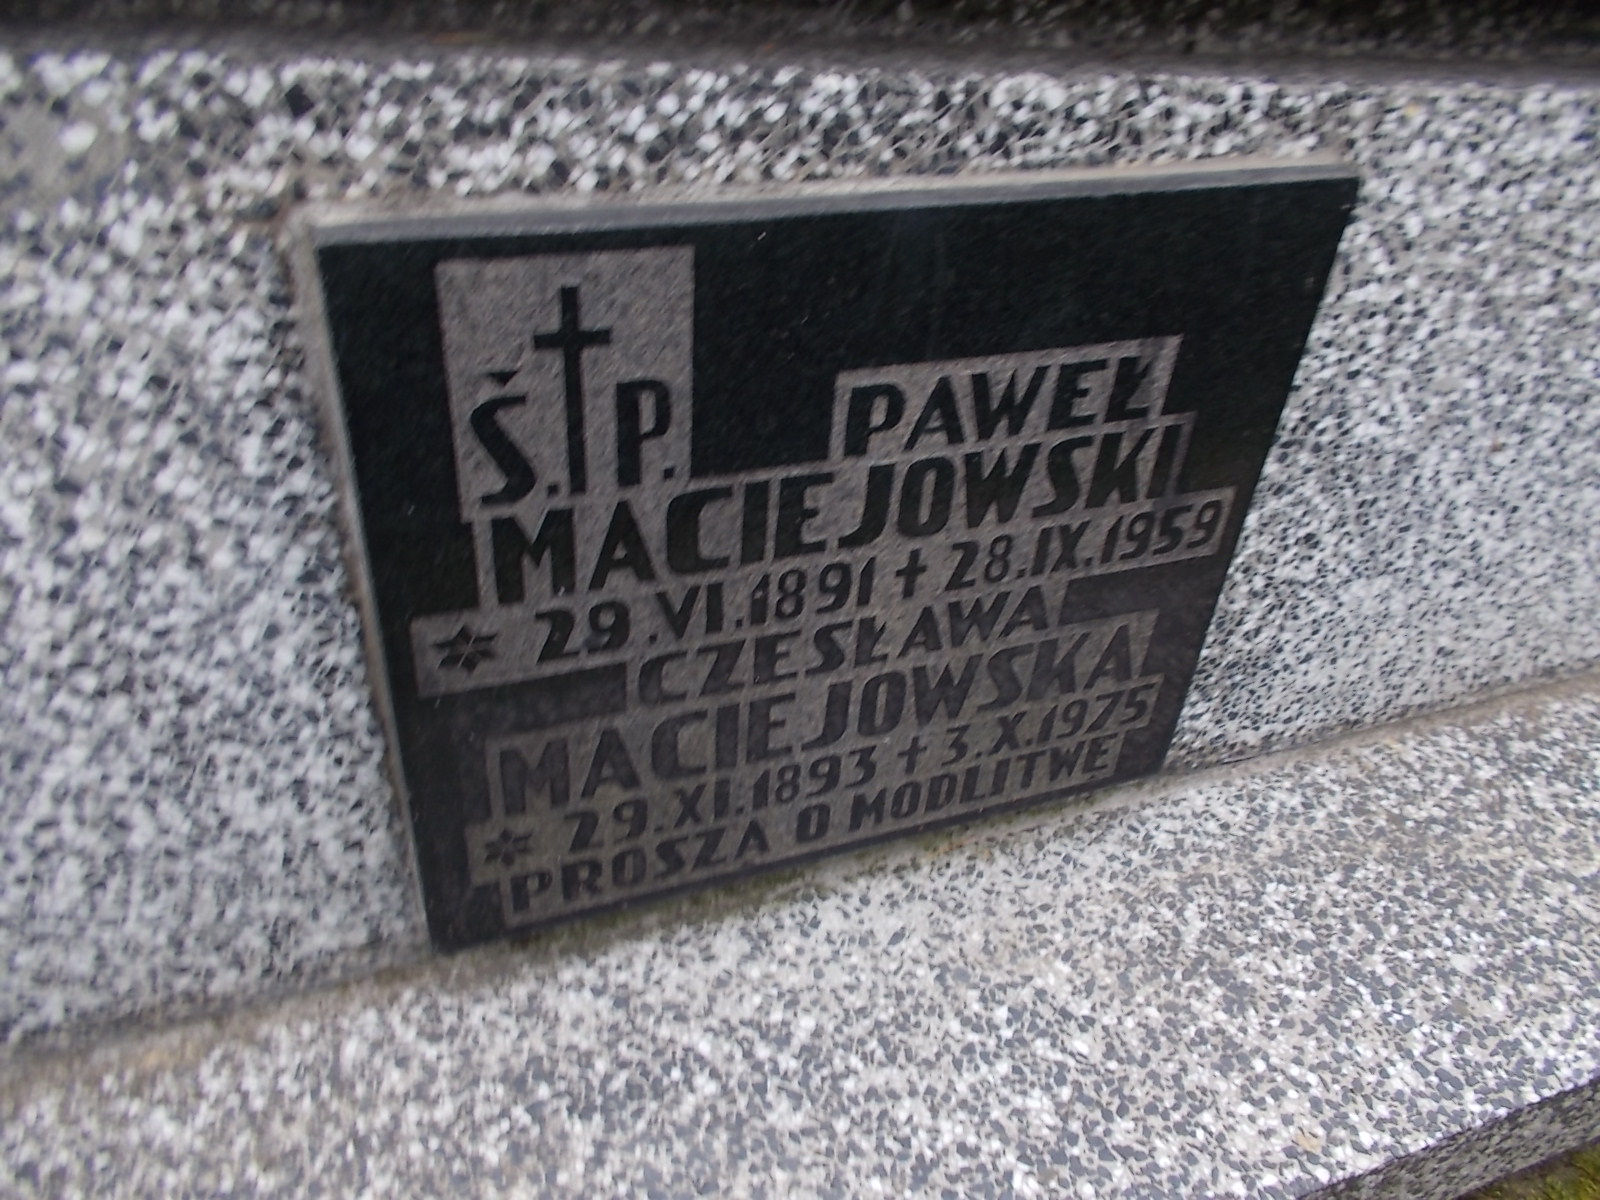 Ś. P.
PAWEŁ
MACIEJOWSKI
* 29.VI.1891 + 28.IX.1959
CZESŁAWA
MACIEJOWSKA
* 29.XI.1893 + 3.X.1975
PROSZĄ O MODLITWĘ